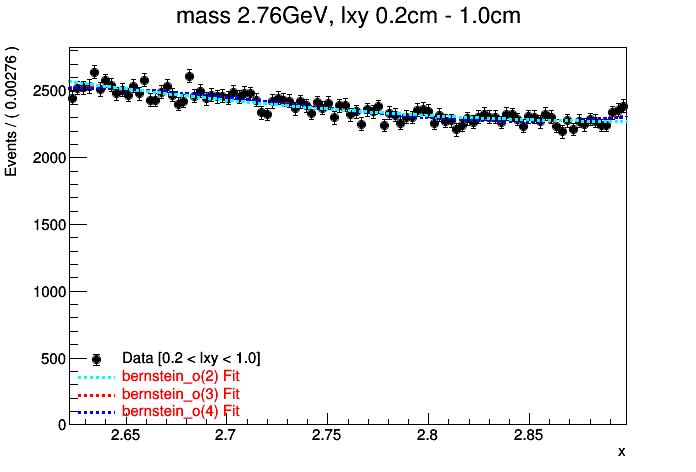 mass 2.76GeV, lxy 0.2cm - 1.0cm
Events / ( 0.00276 )
2500
2000
1500
1000
500
0
Data [0.2 < lxy < 1.0]
bernstein_o(2) Fit
bernstein_o(3) Fit
bernstein_o(4) Fit
2.65 2.7 2.75 2.8 2.85
x